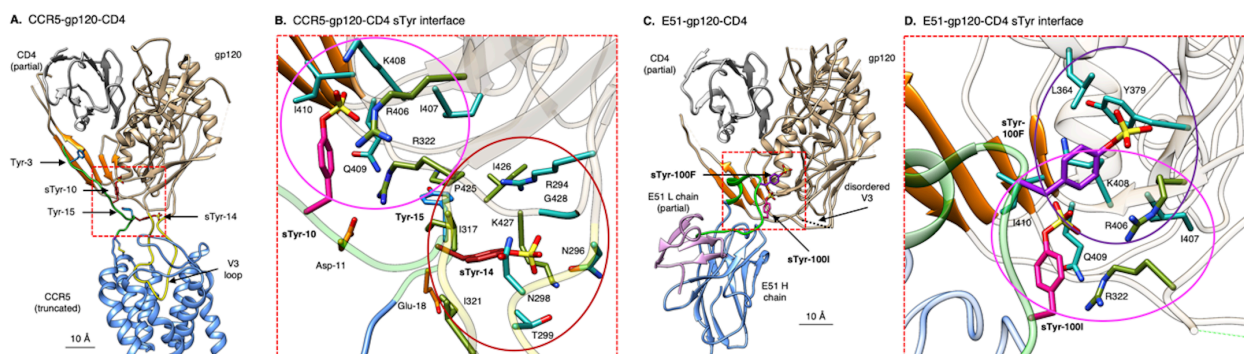 A. CCR5-gp120-CD4
CD4
(partial)
gp120
Tyr-3
sTyr-10
Tyr-15
sTyr-14
V3
loop
CCR5
(truncated)
10 Å
B. CCR5-gp120-CD4 sTyr interface
K408
I410
R406
I407
R322
Q409
I426
P425
R294
G428
Tyr-15
sTyr-10
I317
K427
Asp-11
sTyr-14
N296
N298
Glu-18
I321
T299
C. E51-gp120-CD4
CD4
(partial)
gp120
sTyr-100F
E51 L chain
(partial)
disordered
V3
sTyr-100I
E51 H
chain
10 Å
D. E51-gp120-CD4 sTyr interface
L364
Y379
sTyr-
100F
K408
I410
R406
I407
Q409
R322
sTyr-100I